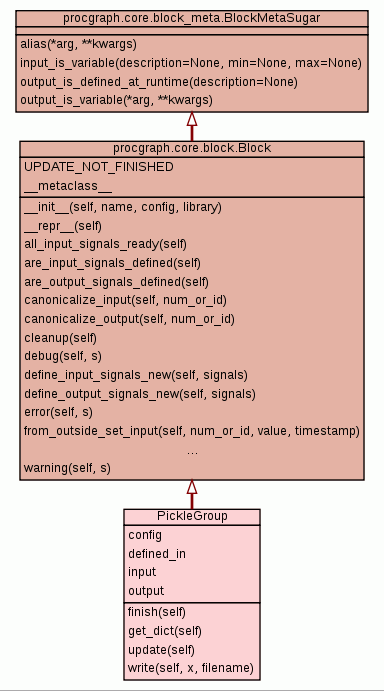 procgraph.core.block_meta.BlockMetaSugar
alias(*arg, **kwargs)
input_is_variable(description=None, min=None, max=None)
output_is_defined_at_runtime(description=None)
output_is_variable(*arg, **kwargs)
procgraph.core.block.Block
UPDATE_NOT_FINISHED
__metaclass__
__init__(self, name, config, library)
__repr__(self)
all_input_signals_ready(self)
are_input_signals_defined(self)
are_output_signals_defined(self)
canonicalize_input(self, num_or_id)
canonicalize_output(self, num_or_id)
cleanup(self)
debug(self, s)
define_input_signals_new(self, signals)
define_output_signals_new(self, signals)
error(self, s)
from_outside_set_input(self, num_or_id, value, timestamp)
...
warning(self, s)
PickleGroup
config
defined_in
input
output
finish(self)
get_dict(self)
update(self)
write(self, x, filename)